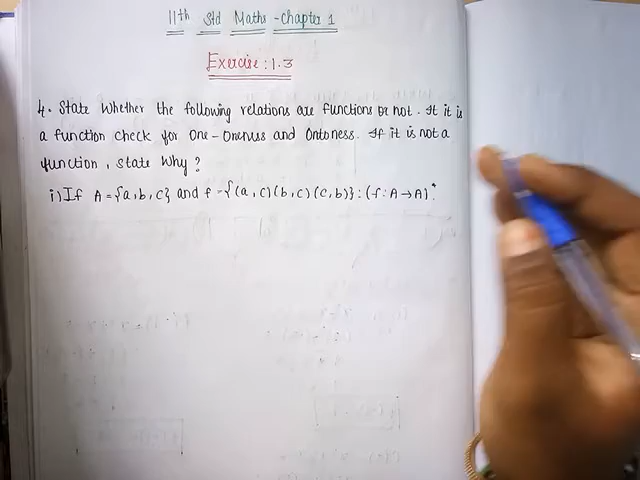 11th Std Maths - chapter 1
Exercise: 1.3
4. State whether the following relations are functions or not. If it is
a function check for One-Oneness and Ontoness. If it is not a
function, state why?
i) If A = {a, b, c} and f = {(a, c) (b, c) (c, b)} : (f : A → A).